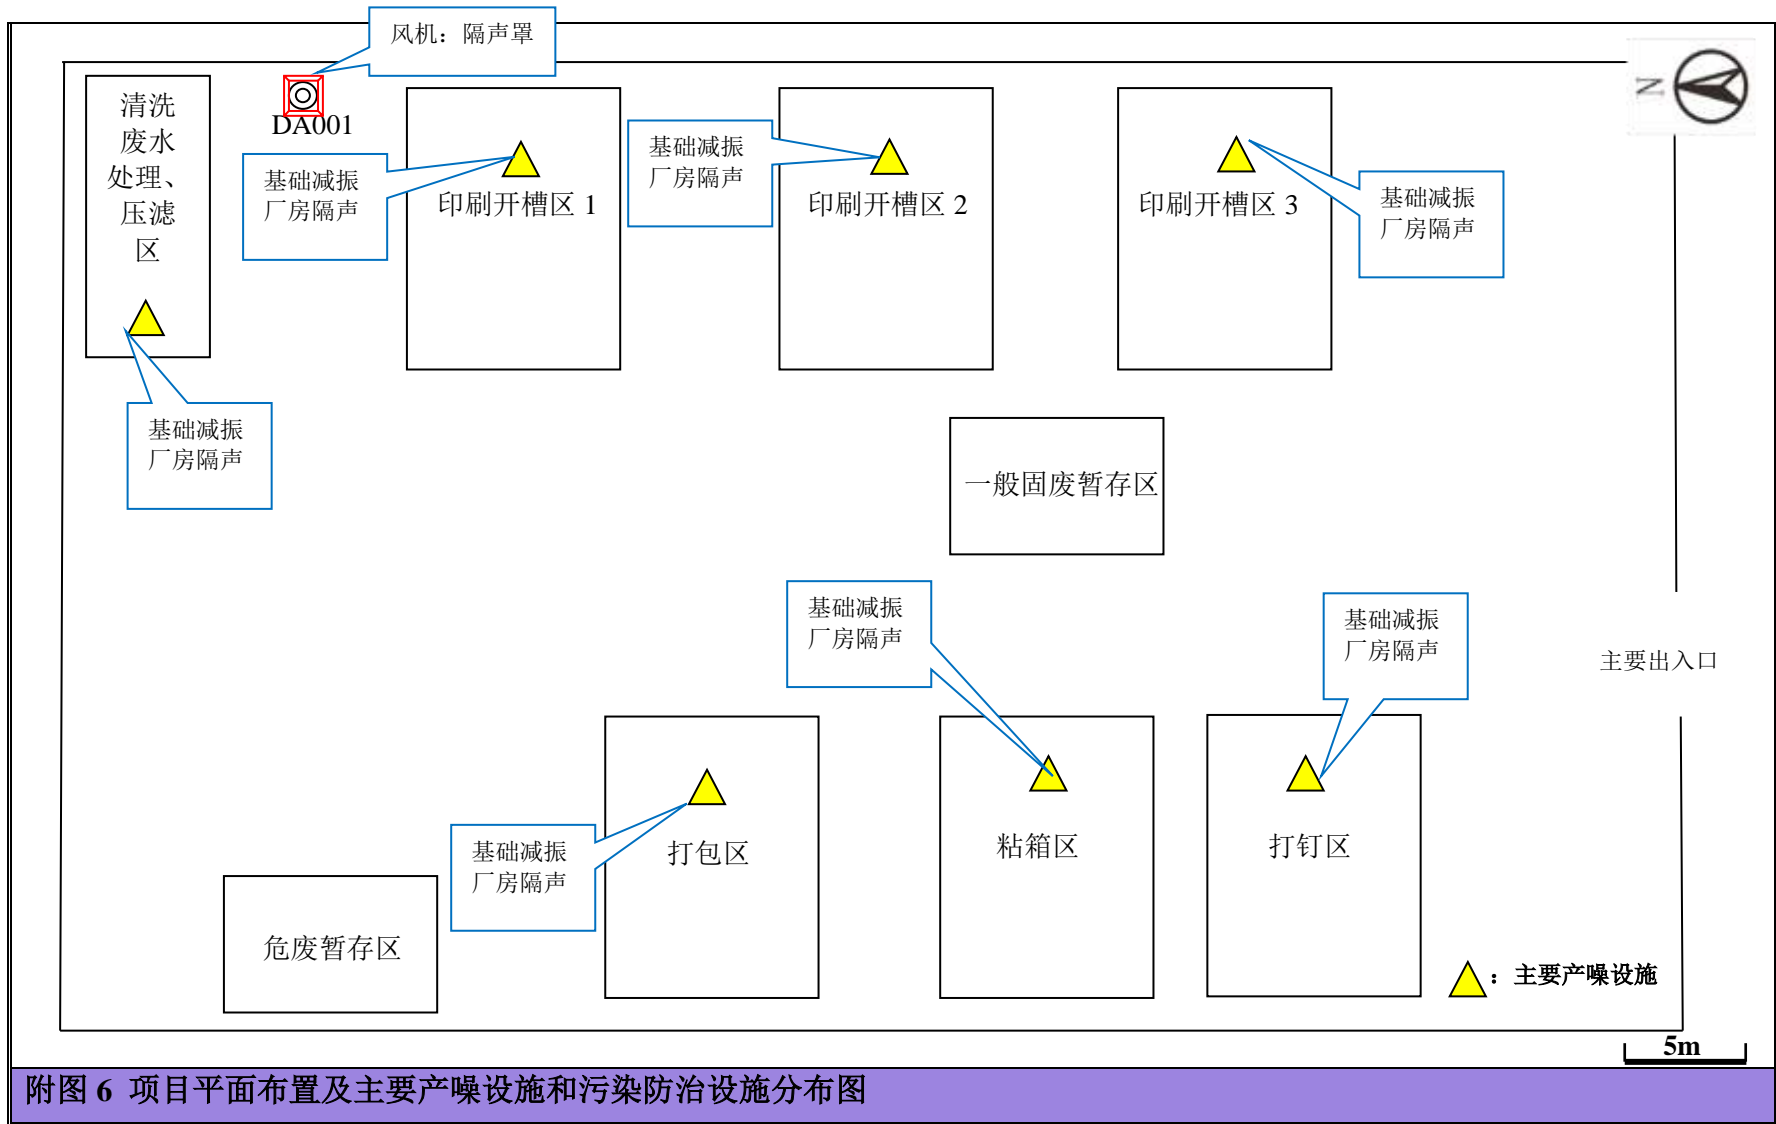 风机：隔声罩
N
清洗
废水
处理、
压滤
区
DA001
基础减振
厂房隔声
印刷开槽区 1
基础减振
厂房隔声
印刷开槽区 2
印刷开槽区 3
基础减振
厂房隔声
基础减振
厂房隔声
一般固废暂存区
基础减振
厂房隔声
基础减振
厂房隔声
主要出入口
基础减振
厂房隔声
打包区
粘箱区
打钉区
危废暂存区
：主要产噪设施
5m
附图 6 项目平面布置及主要产噪设施和污染防治设施分布图